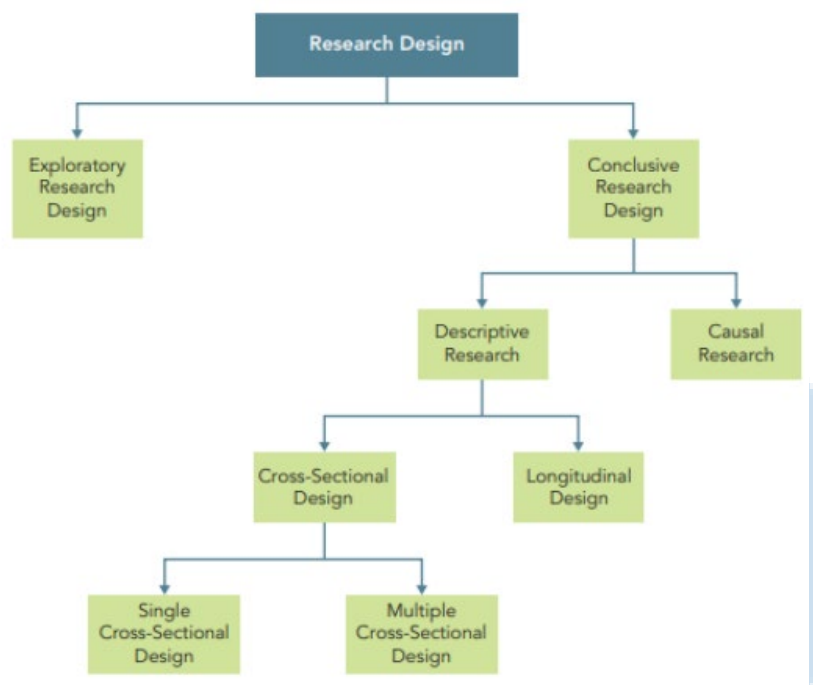 Research Design
Exploratory
Research
Design
Conclusive
Research
Design
Descriptive
Research
Causal
Research
Cross-Sectional
Design
Longitudinal
Design
Single
Cross-Sectional
Design
Multiple
Cross-Sectional
Design